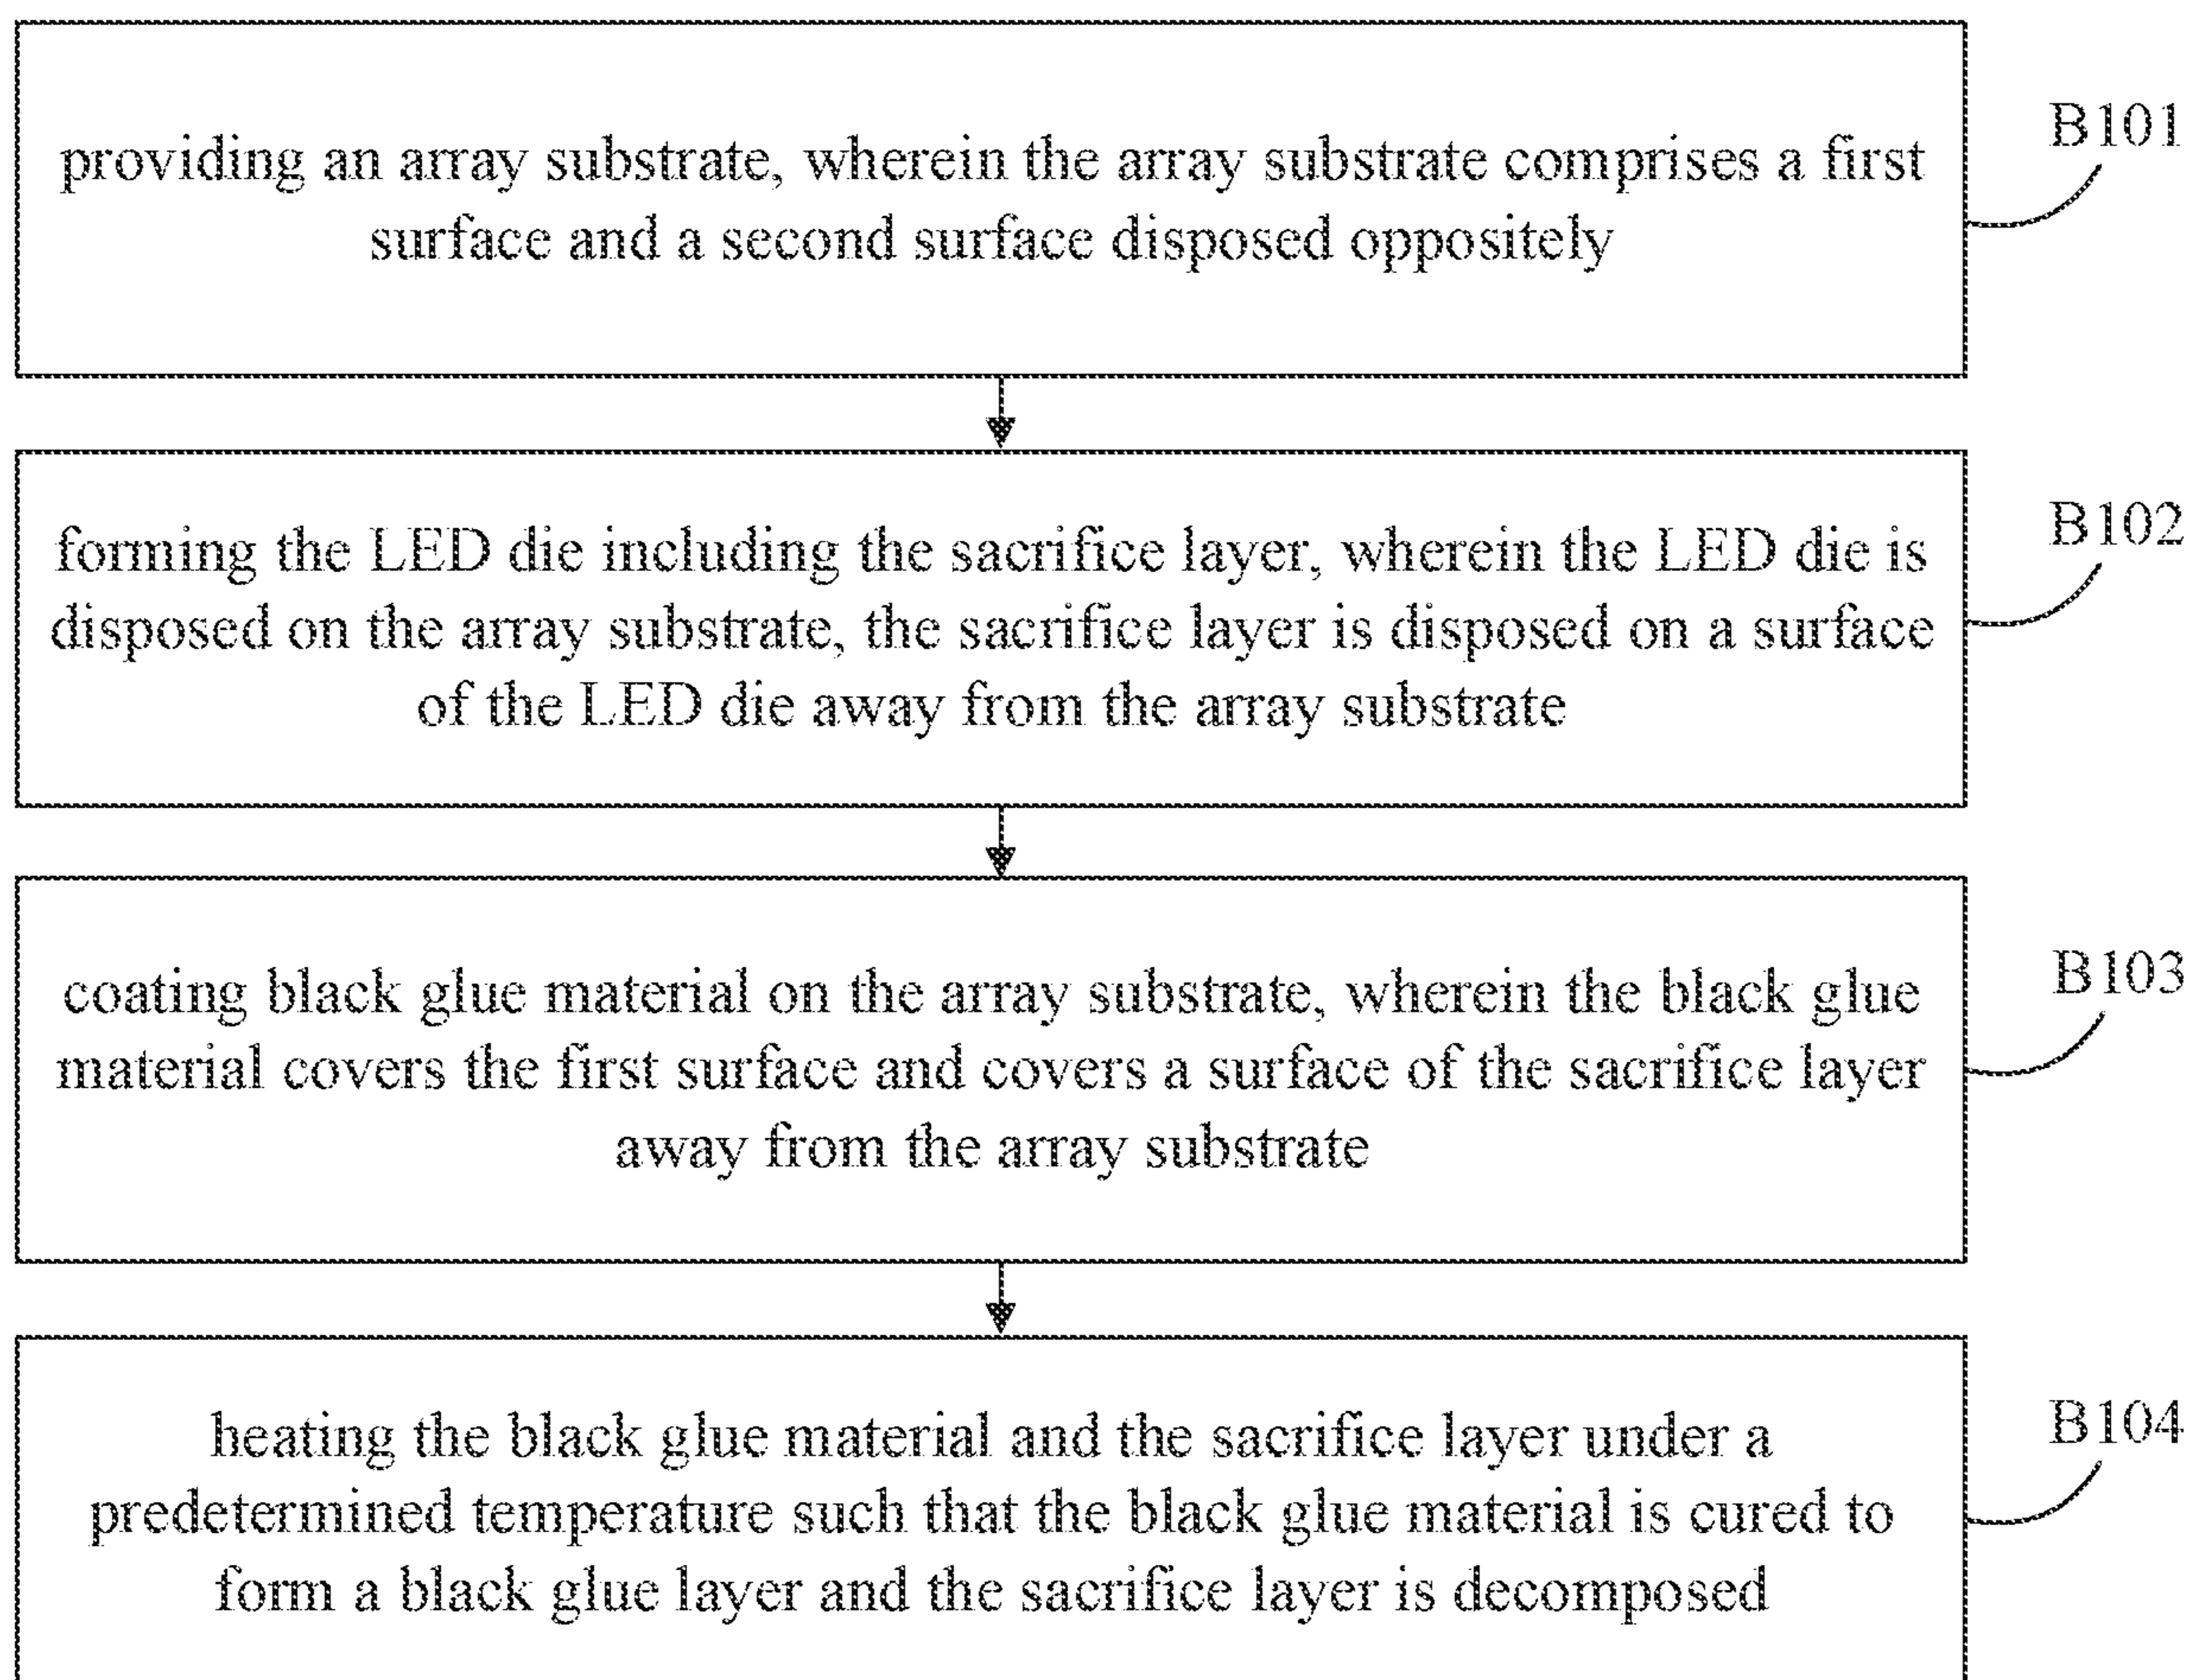 providing an array substrate, wherein the array substrate comprises a first
surface and a second surface disposed oppositely
B101
forming the LED die including the sacrifice layer, wherein the LED die is
disposed on the array substrate, the sacrifice layer is disposed on a surface
of the LED die away from the array substrate
B102
coating black glue material on the array substrate, wherein the black glue
material covers the first surface and covers a surface of the sacrifice layer
away from the array substrate
B103
heating the black glue material and the sacrifice layer under a
predetermined temperature such that the black glue material is cured to
form a black glue layer and the sacrifice layer is decomposed
B104